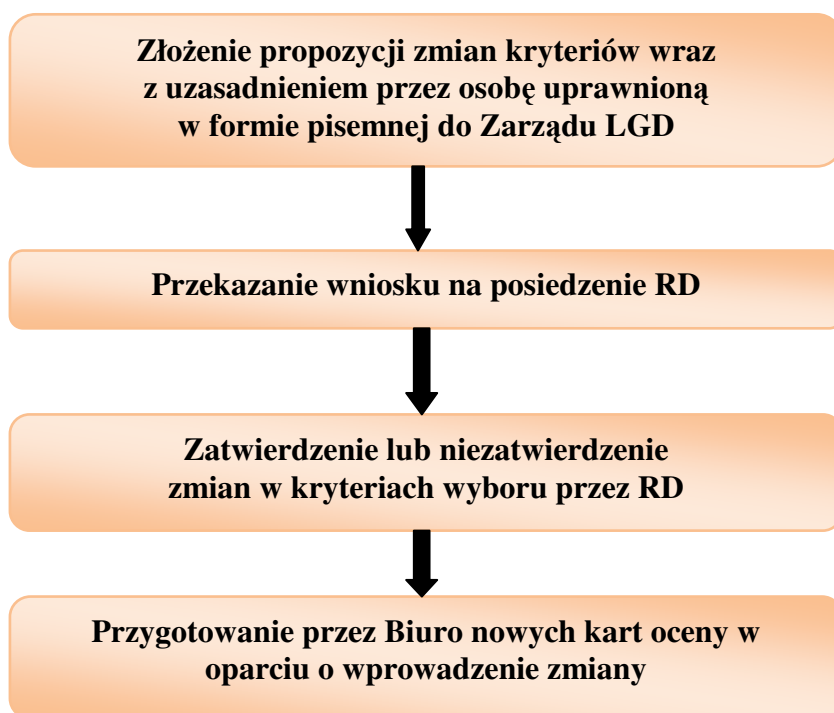 Złożenie propozycji zmian kryteriów wraz
z uzasadnieniem przez osobę uprawnioną
w formie pisemnej do Zarządu LGD
Przekazanie wniosku na posiedzenie RD
Zatwierdzenie lub niezatwierdzenie
zmian w kryteriach wyboru przez RD
Przygotowanie przez Biuro nowych kart oceny w
oparciu o wprowadzenie zmiany